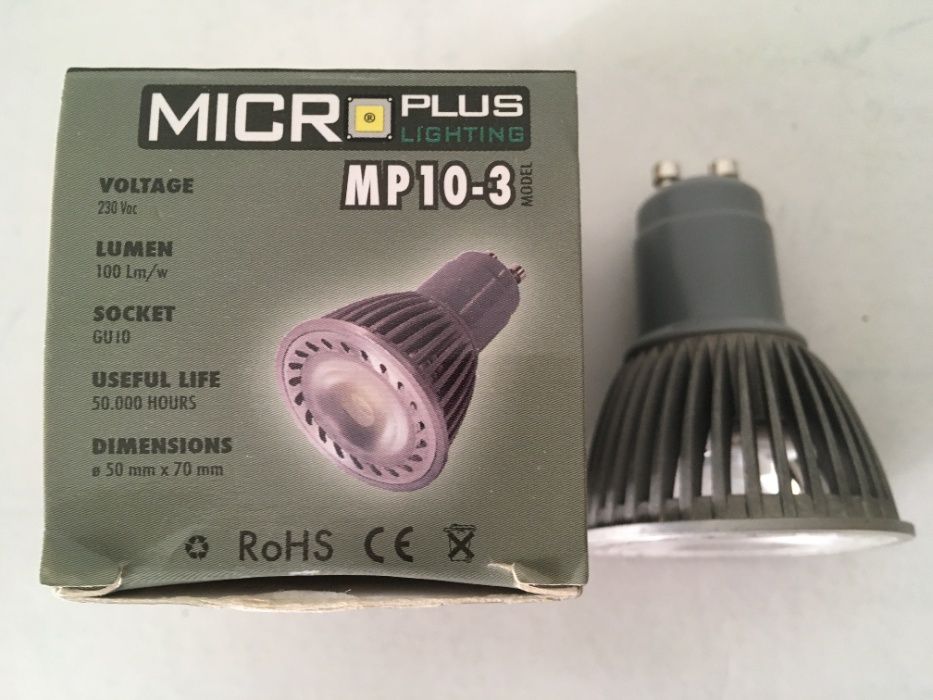 MICRO® PLUS
LIGHTING
MP10-3 MODEL
VOLTAGE
230 Vac
LUMEN
100 Lm/w
SOCKET
GU10
USEFUL LIFE
50.000 HOURS
DIMENSIONS
ø 50 mm x 70 mm
RoHS CE